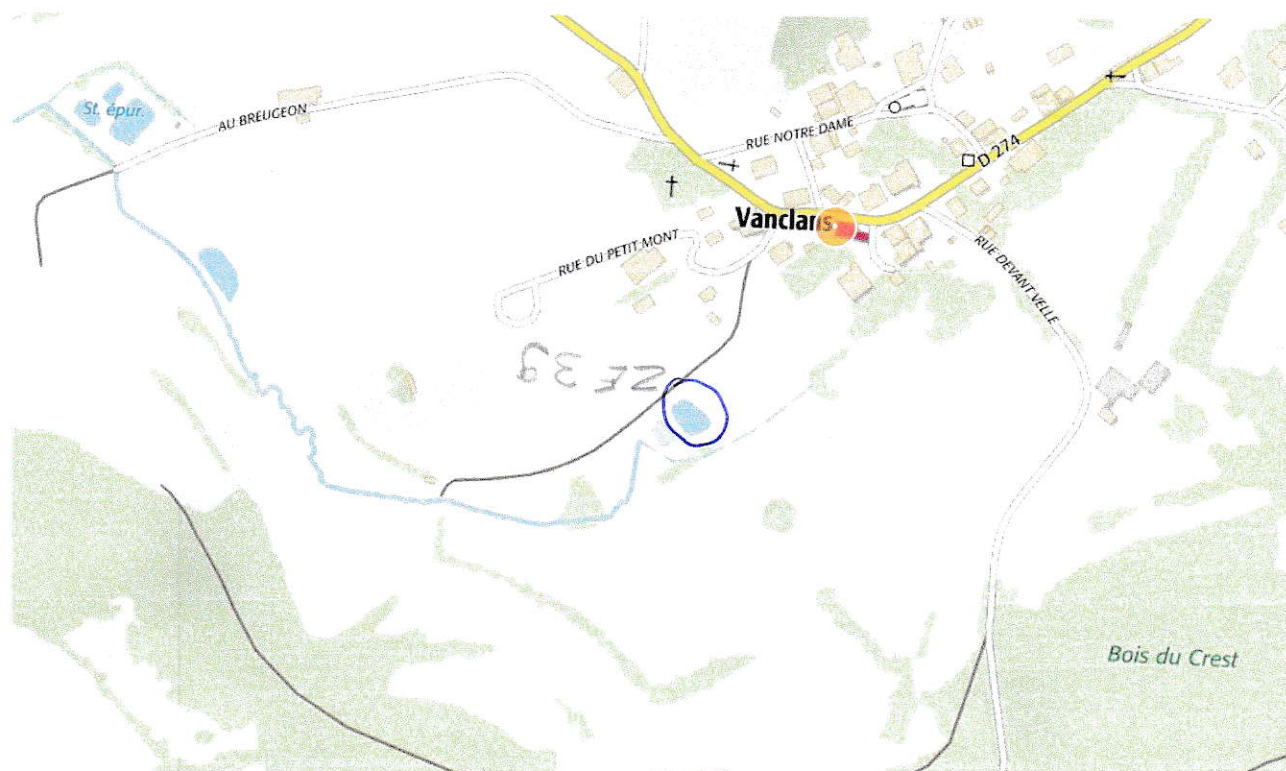 St. épur.
AU BREUGEON
RUE NOTRE DAME
D 274
Vanclans
RUE DU PETIT MONT
RUE DEVANT VELLE
ZE 39
Bois du Crest